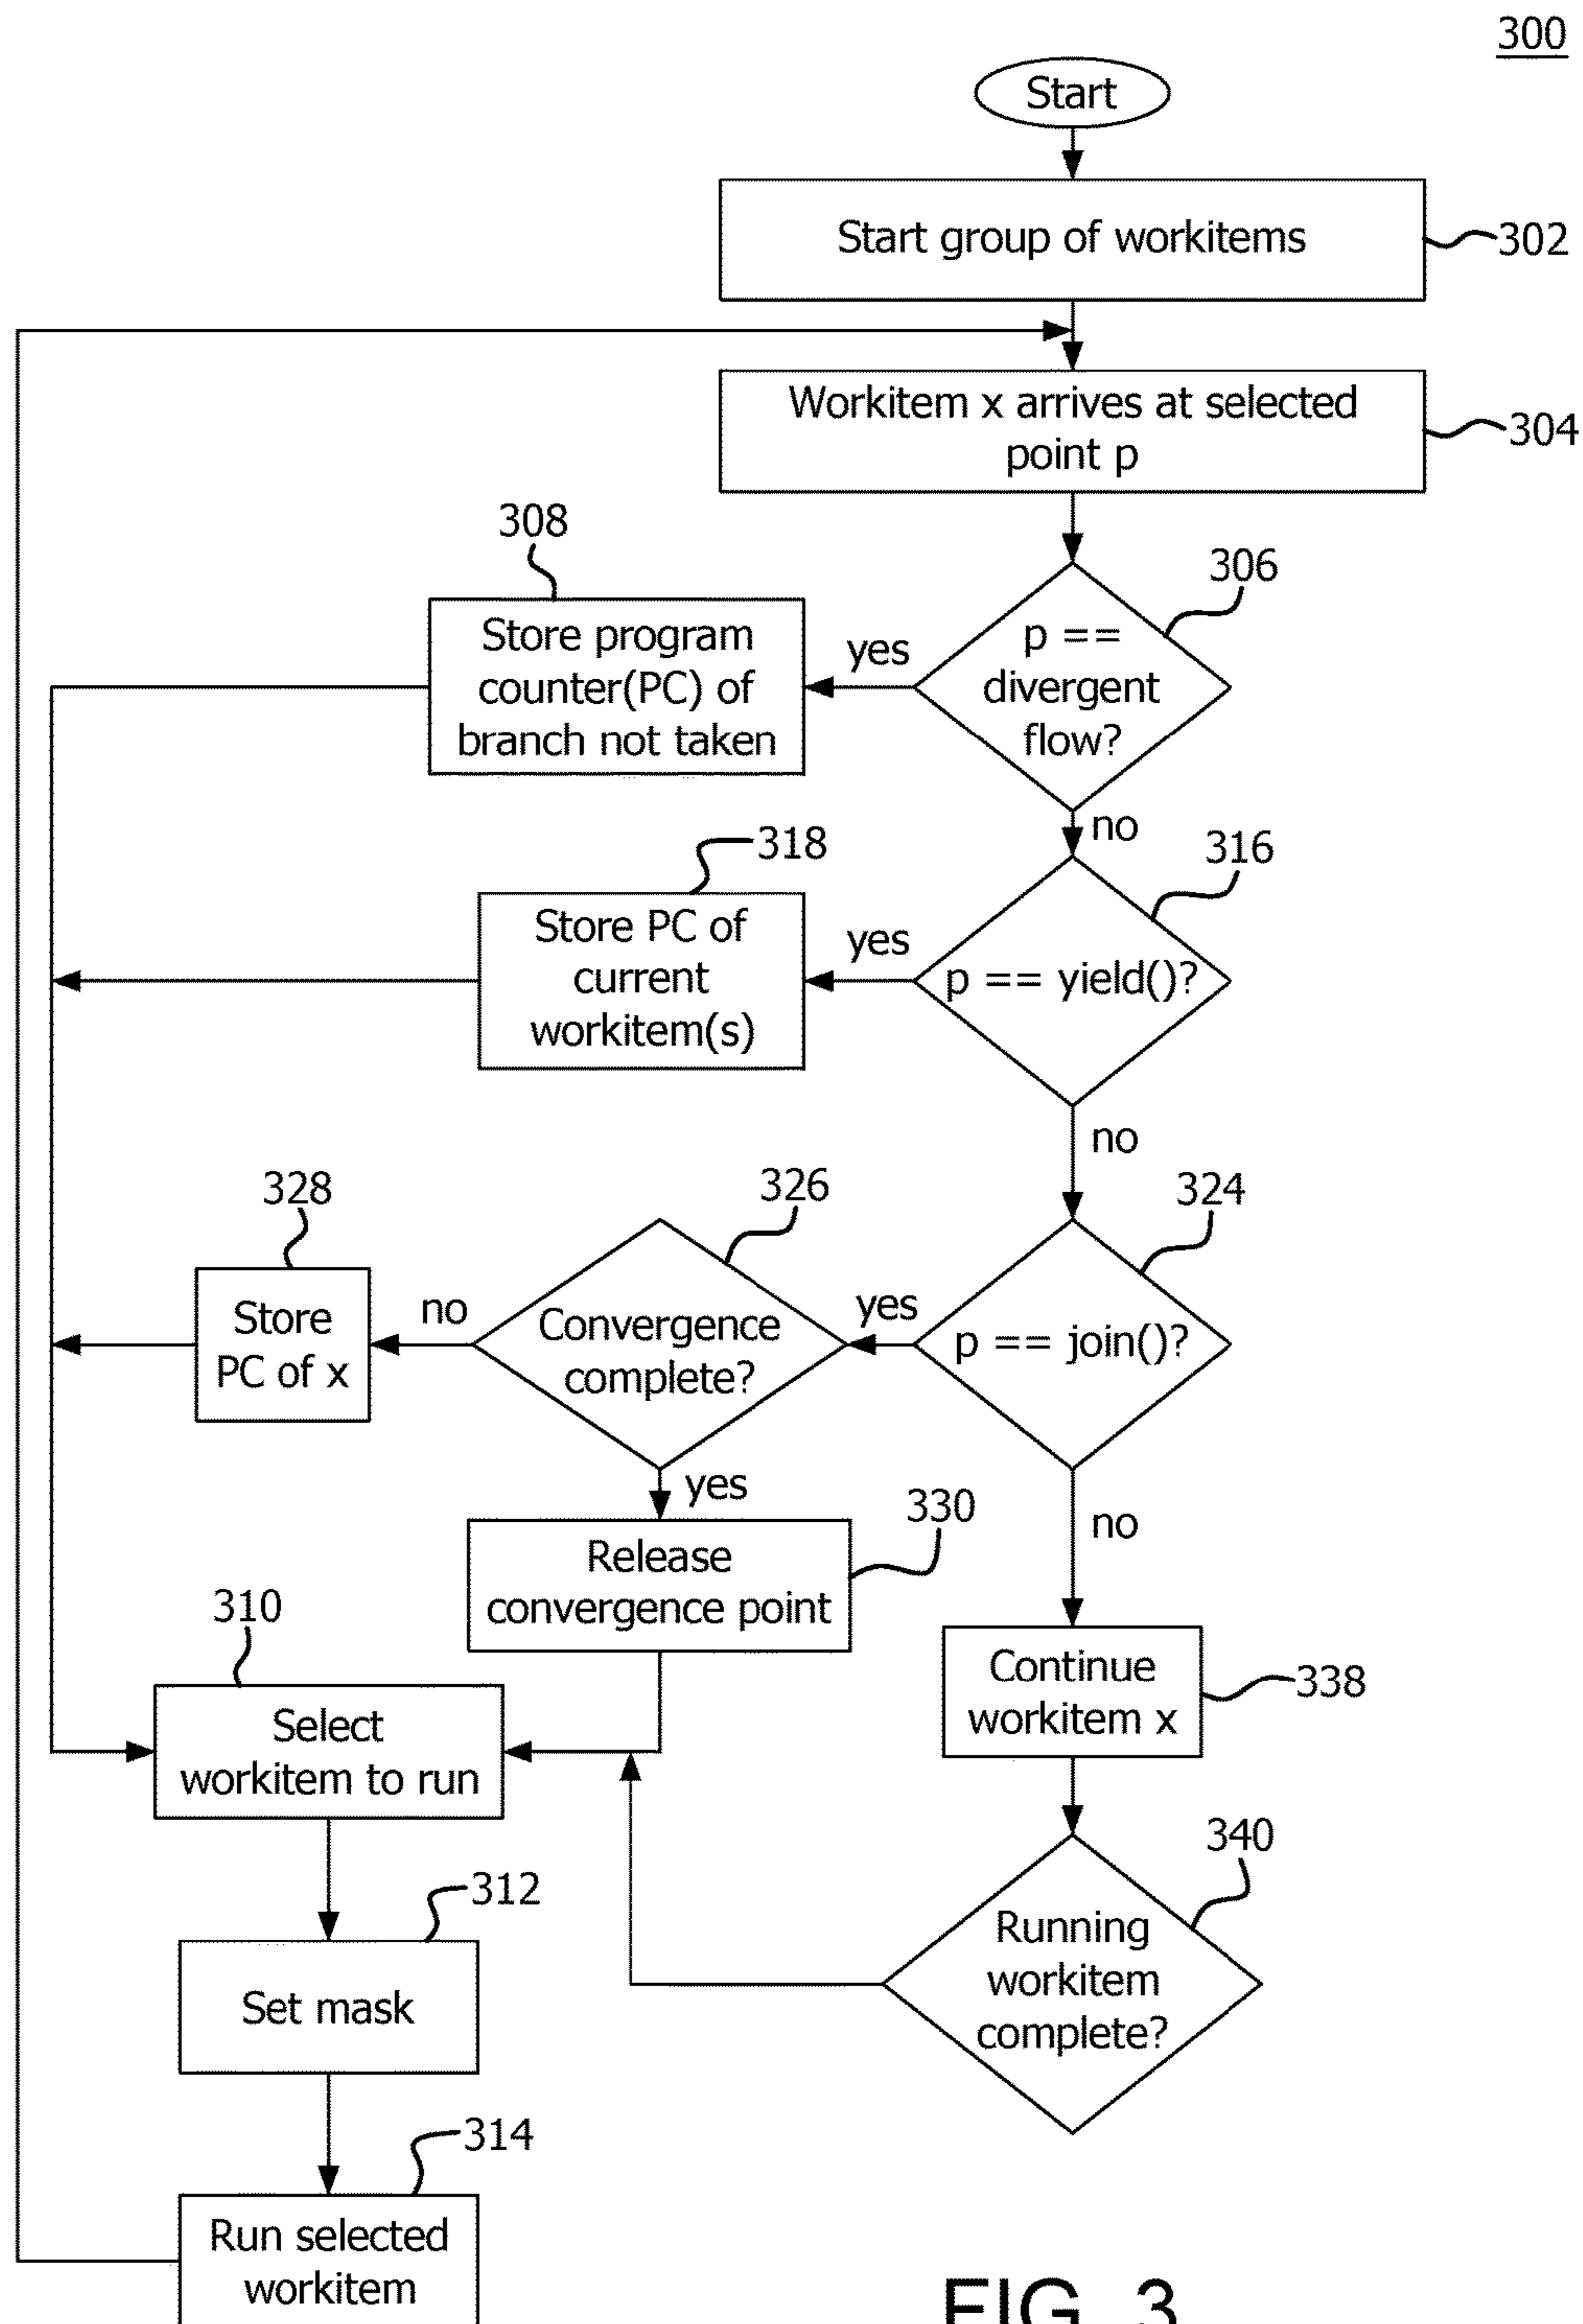 300
Start
Start group of workitems
302
Workitem x arrives at selected
point p
304
308
306
Store program
counter(PC) of
branch not taken
yes
p ==
divergent
flow?
no
318
316
Store PC of
current
workitem(s)
yes
p == yield()?
no
328
326
324
Store
PC of x
no
Convergence
complete?
yes
p == join()?
yes
330
no
Release
convergence point
310
Select
workitem to run
Continue
workitem x
338
312
340
Set mask
Running
workitem
complete?
314
Run selected
workitem
FIG. 3